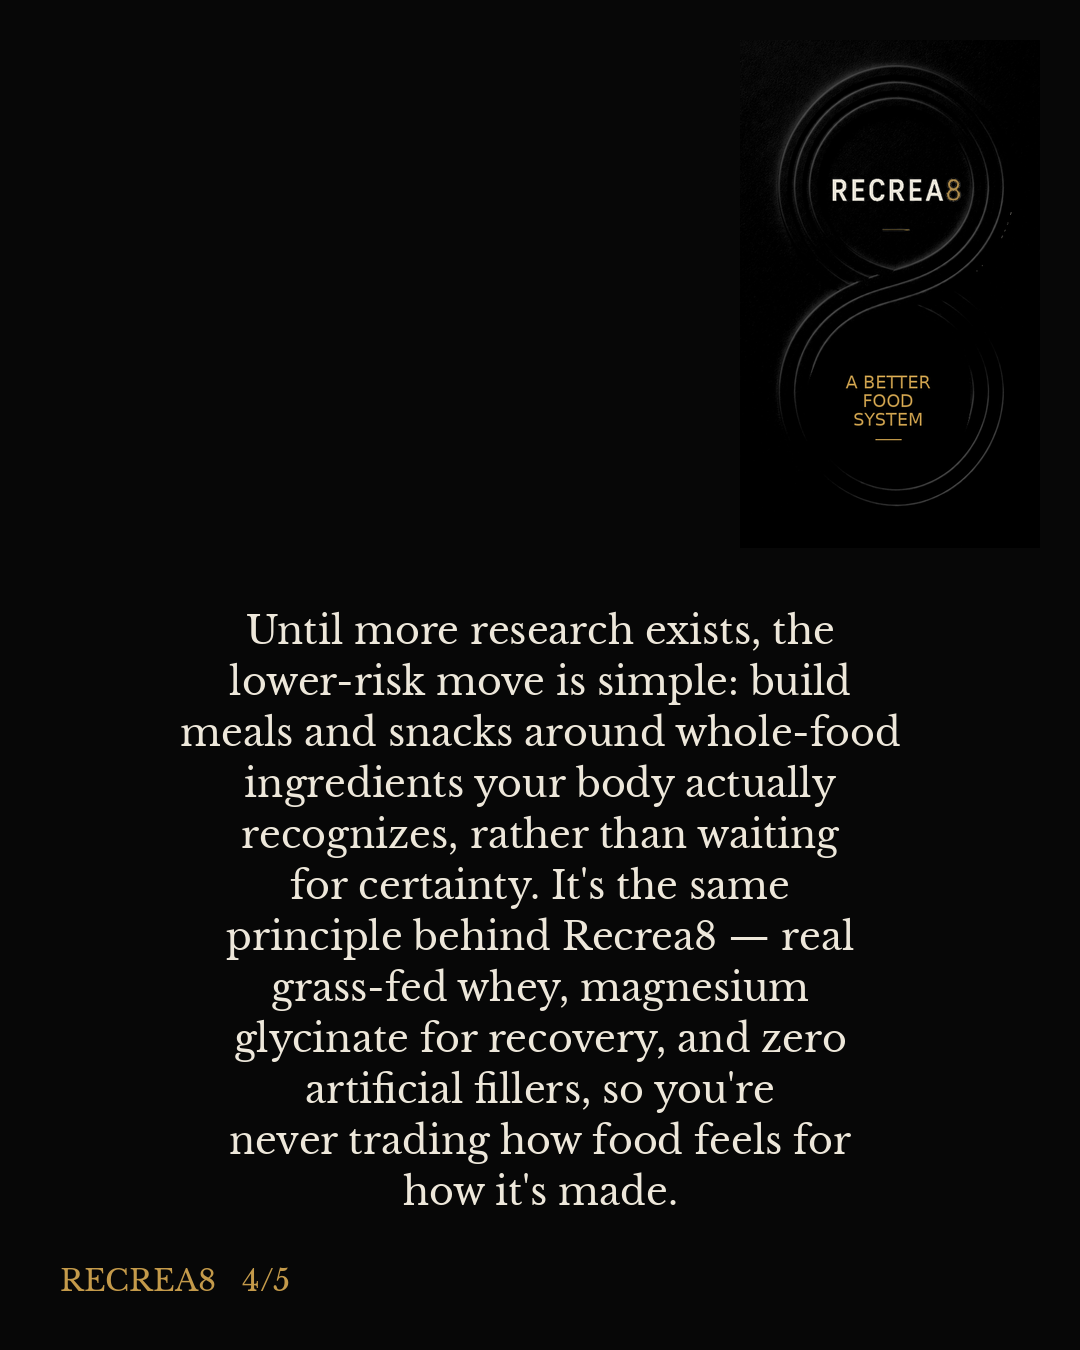 RECREA8
A BETTER
FOOD
SYSTEM
Until more research exists, the
lower-risk move is simple: build
meals and snacks around whole-food
ingredients your body actually
recognizes, rather than waiting
for certainty. It's the same
principle behind Recrea8 — real
grass-fed whey, magnesium
glycinate for recovery, and zero
artificial fillers, so you're
never trading how food feels for
how it's made.
RECREA8 4/5